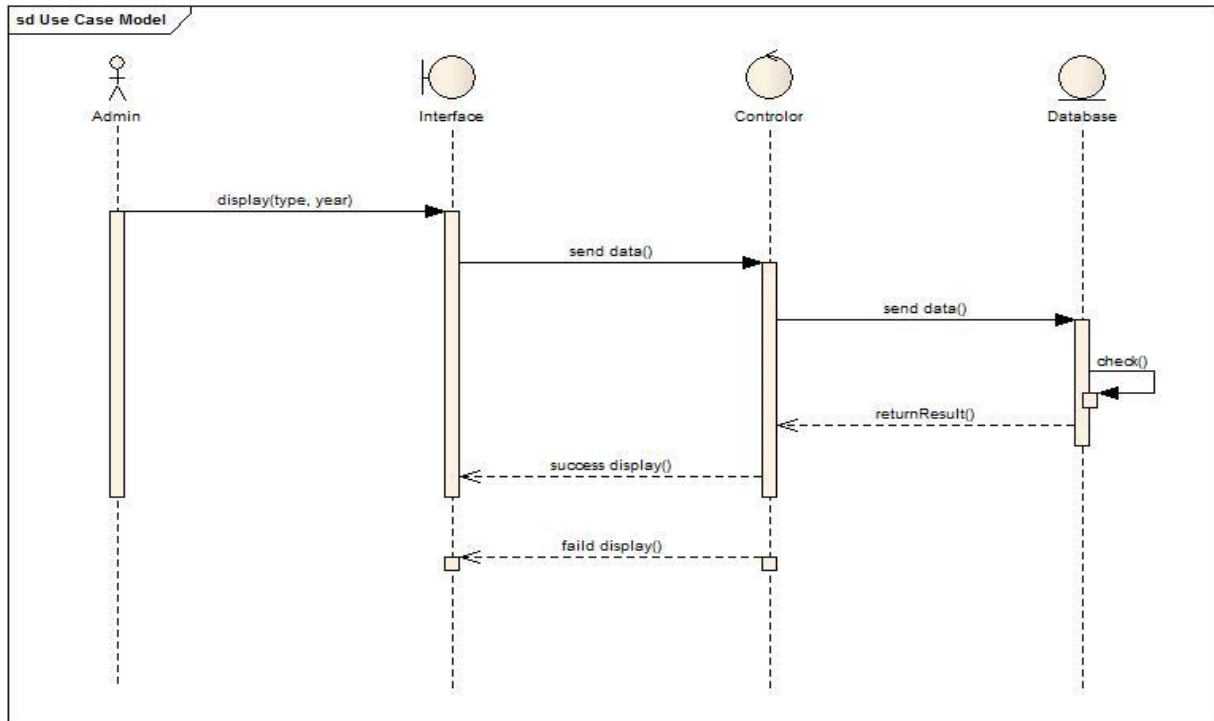 sd Use Case Model
Admin
Interface
Controlor
Database
display(type, year)
send data()
send data()
check()
returnResult()
success display()
faild display()